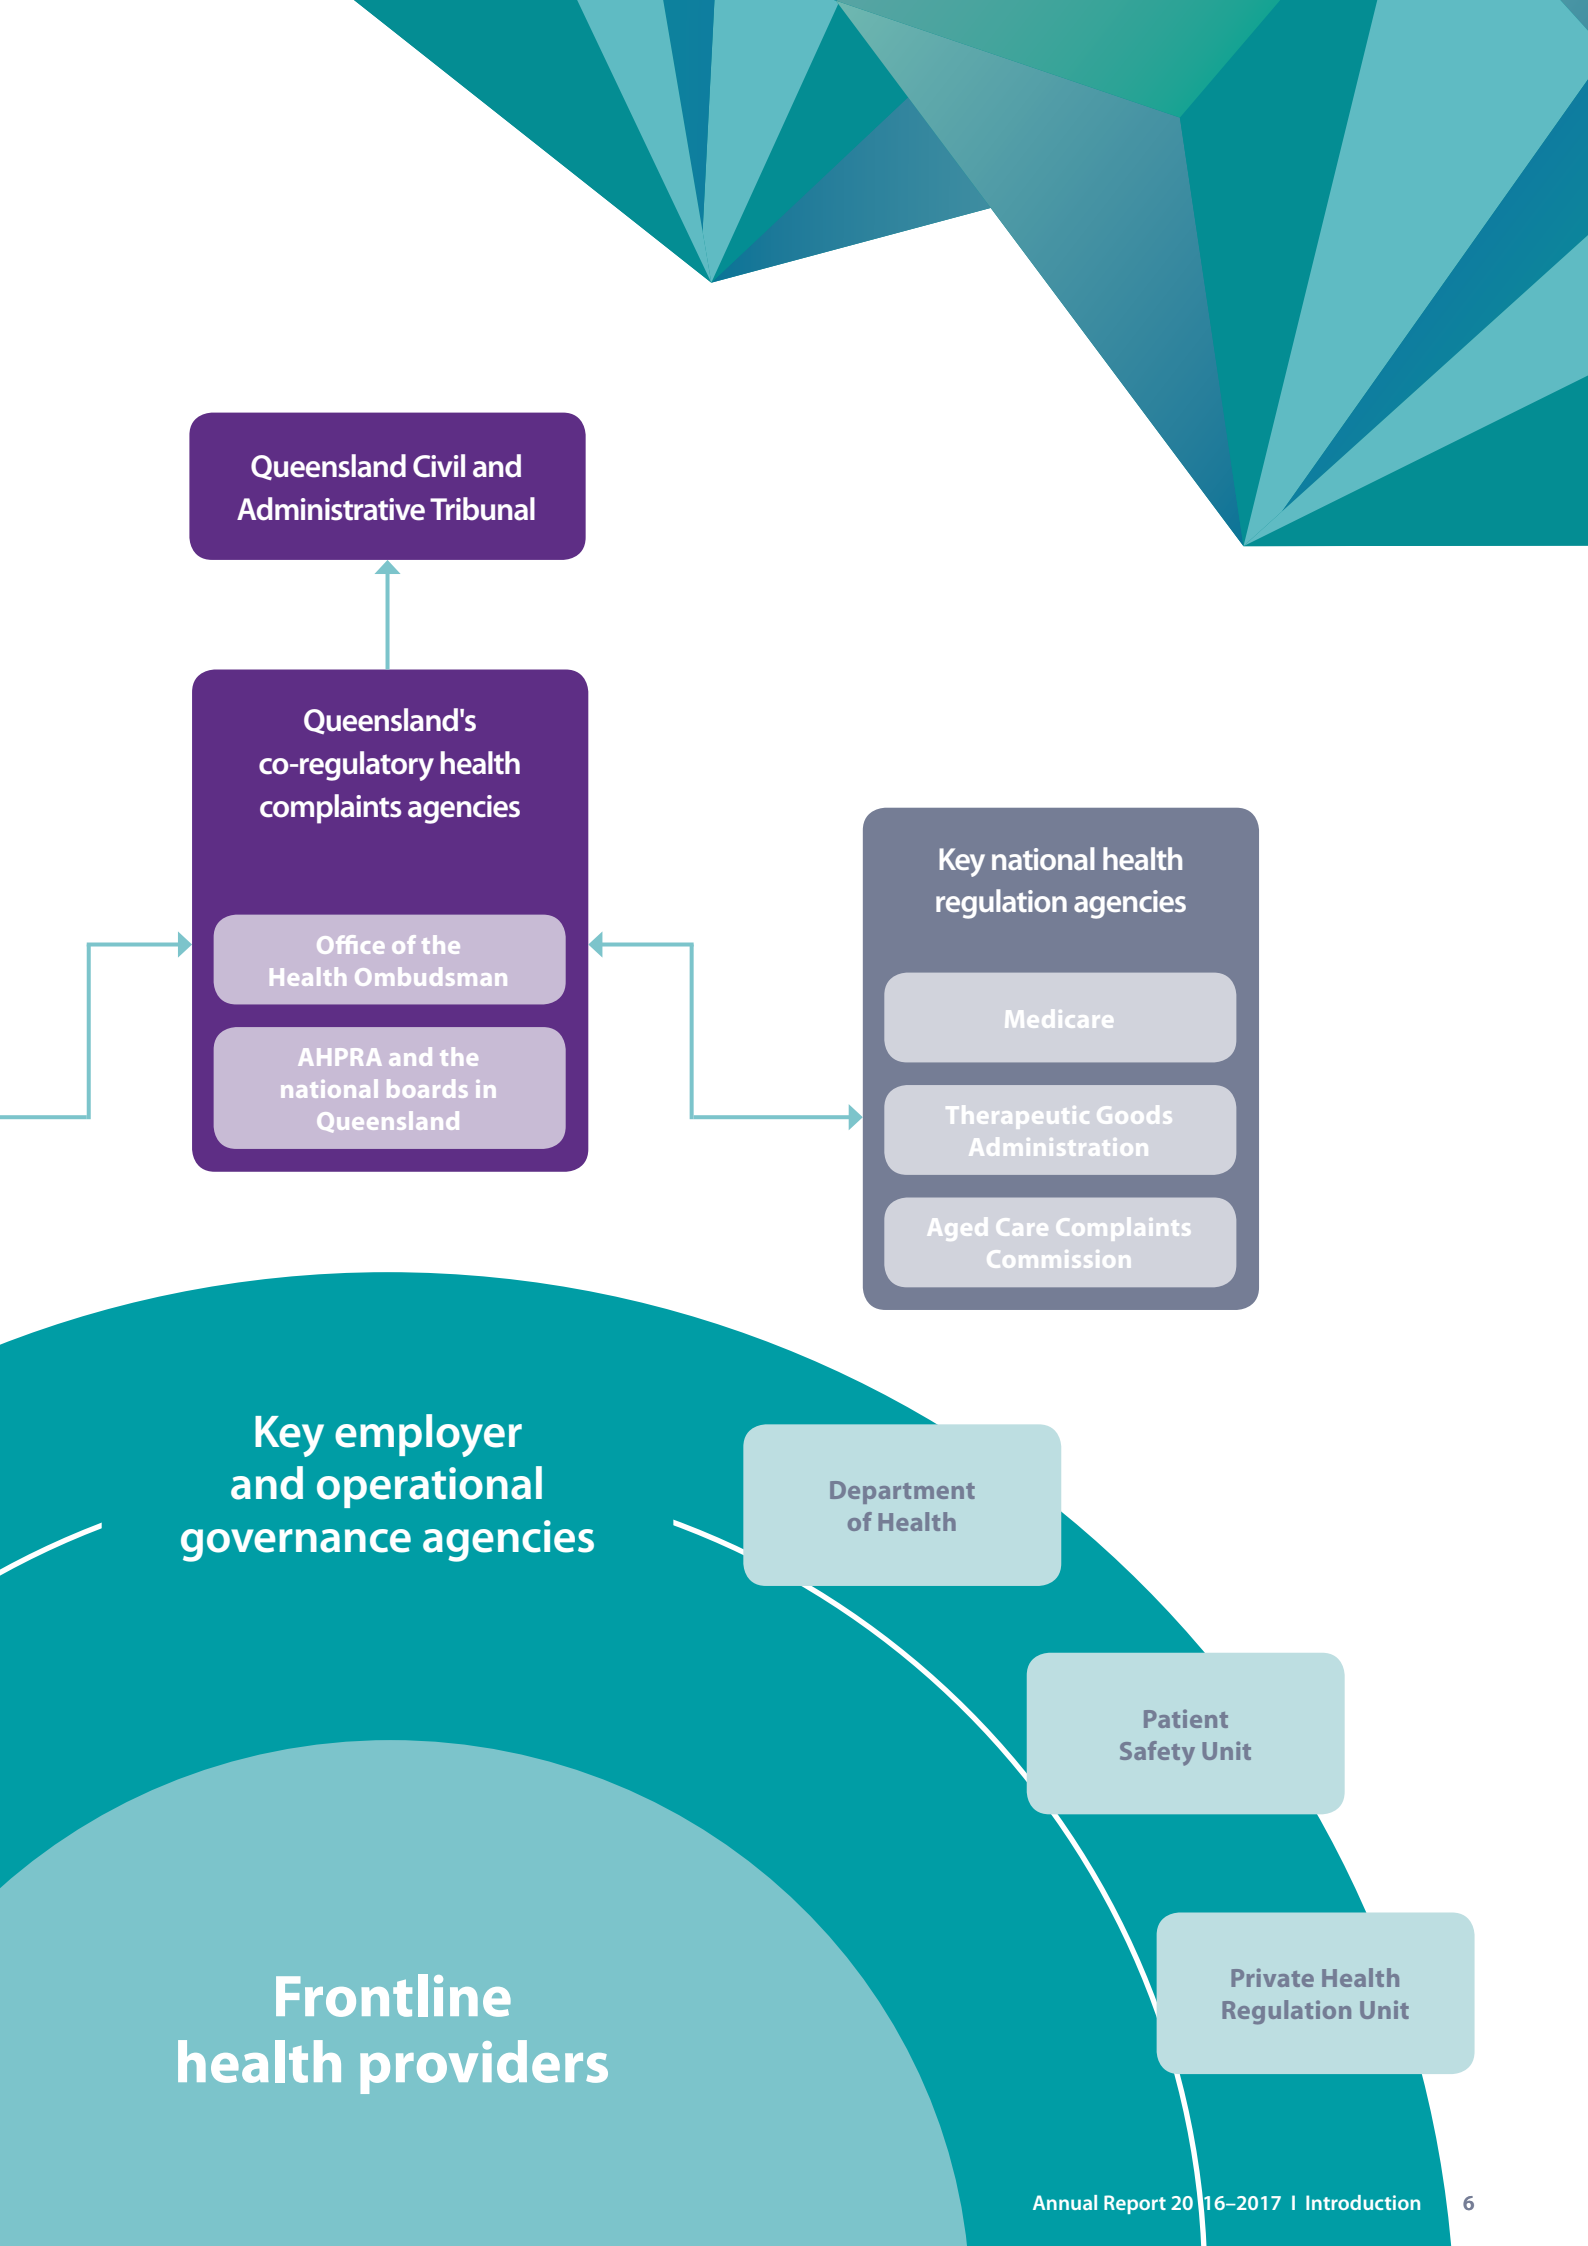 Queensland Civil and
Administrative Tribunal
Queensland's
co-regulatory health
complaints agencies
Office of the
Health Ombudsman
AHPRA and the
national boards in
Queensland
Key national health
regulation agencies
Medicare
Therapeutic Goods
Administration
Aged Care Complaints
Commission
Key employer
and operational
governance agencies
Department
of Health
Patient
Safety Unit
Private Health
Regulation Unit
Frontline
health providers
Annual Report 2016–2017 I Introduction 6